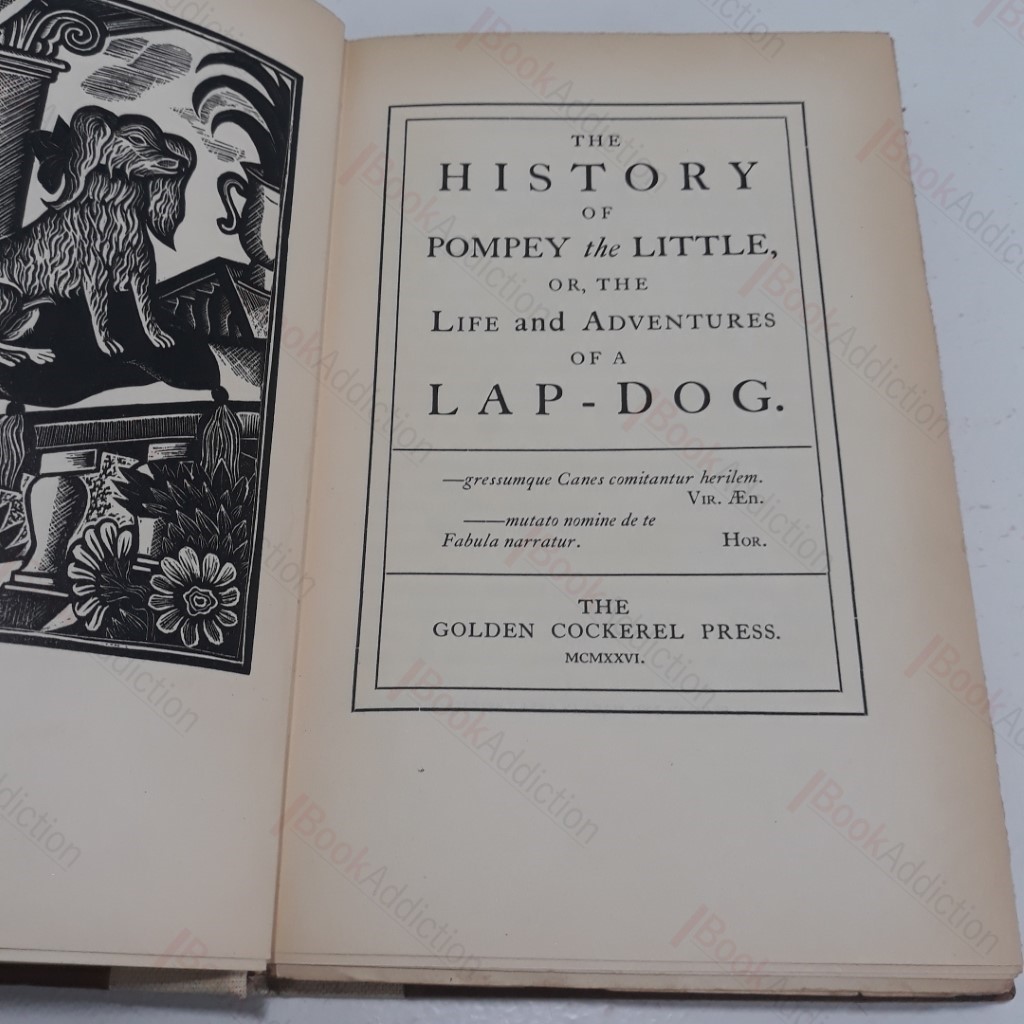 THE
HISTORY
OF
POMPEY the LITTLE,
OR, THE
LIFE and ADVENTURES
OF A
LAP-DOG.
—gressumque Canes comitantur herilem.
VIR. Æn.
——mutato nomine de te
Fabula narratur. HOR.
THE
GOLDEN COCKEREL PRESS.
MCMXXVI.
BookAddiction